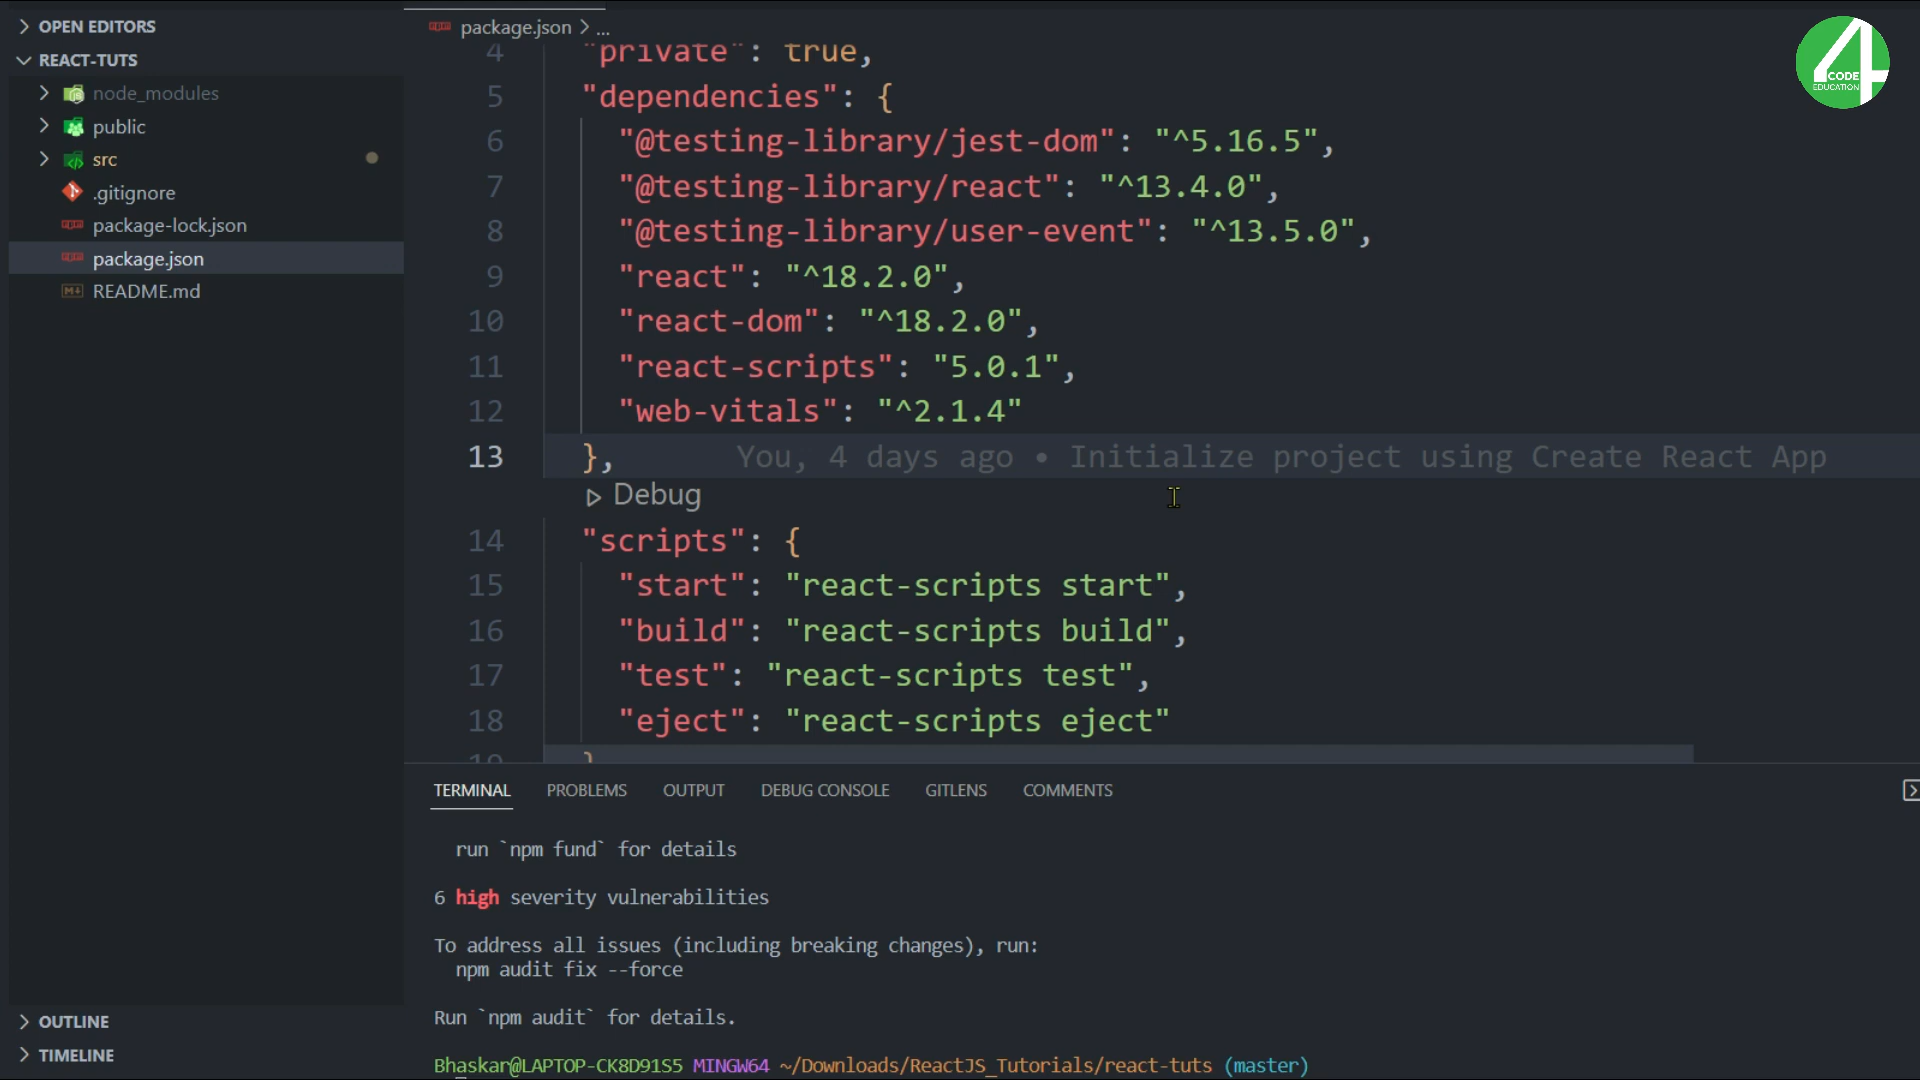 OPEN EDITORS
REACT-TUTS
node_modules
public
src
.gitignore
package-lock.json
package.json
README.md
OUTLINE
TIMELINE
package.json > ...
4 "private": true,
5 "dependencies": {
6 "@testing-library/jest-dom": "^5.16.5",
7 "@testing-library/react": "^13.4.0",
8 "@testing-library/user-event": "^13.5.0",
9 "react": "^18.2.0",
10 "react-dom": "^18.2.0",
11 "react-scripts": "5.0.1",
12 "web-vitals": "^2.1.4"
13 }, You, 4 days ago • Initialize project using Create React App
Debug
14 "scripts": {
15 "start": "react-scripts start",
16 "build": "react-scripts build",
17 "test": "react-scripts test",
18 "eject": "react-scripts eject"
19 }
TERMINAL PROBLEMS OUTPUT DEBUG CONSOLE GITLENS COMMENTS
run `npm fund` for details
6 high severity vulnerabilities
To address all issues (including breaking changes), run:
npm audit fix --force
Run `npm audit` for details.
Bhaskar@LAPTOP-CK8D91S5 MINGW64 ~/Downloads/ReactJS_Tutorials/react-tuts (master)
4
CODE
EDUCATION